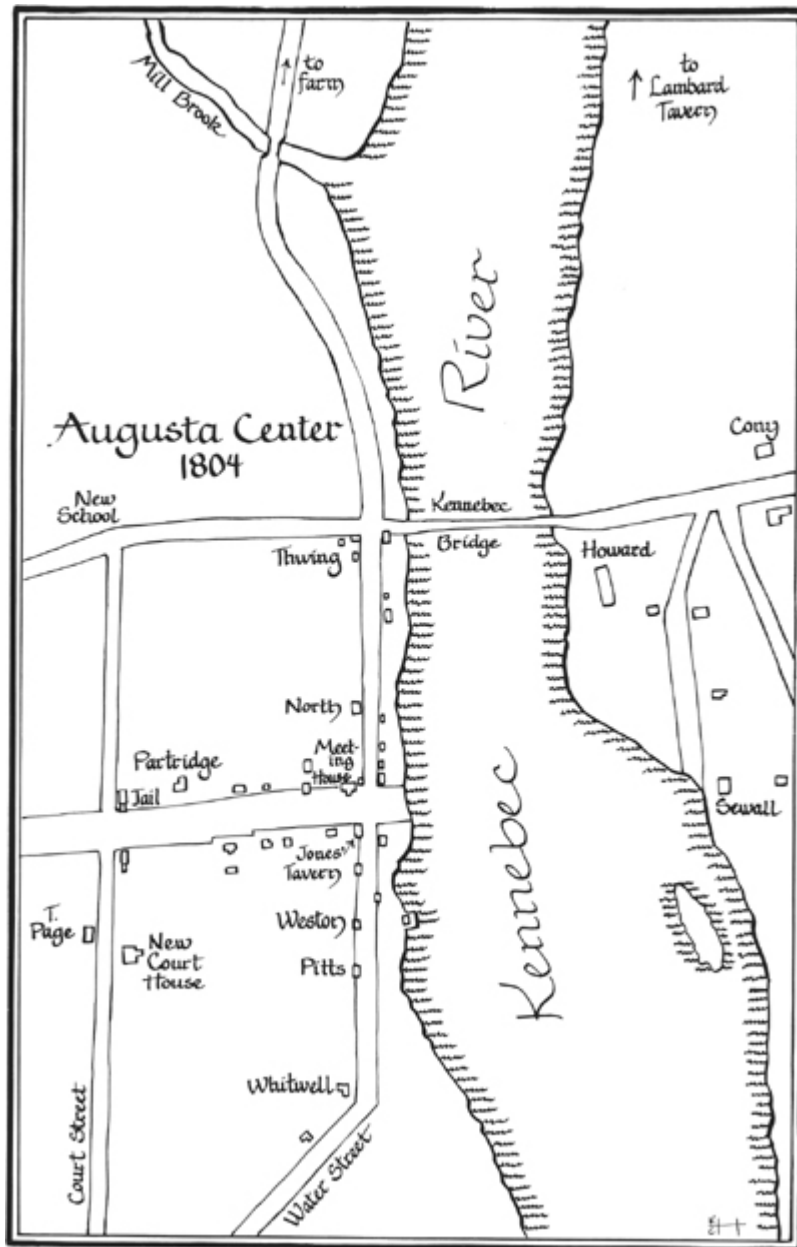 to
farm
Mill Brook
to
Lambard
Tavern
River
Augusta Center
1804
Cony
New
School
Kennebec
Bridge
Thwing
Howard
North
Meet-
ing
House
Partridge
Jail
Kennebec
Sewall
Jones'
Tavern
T.
Page
Weston
New
Court
House
Pitts
Whitwell
Court Street
Water Street